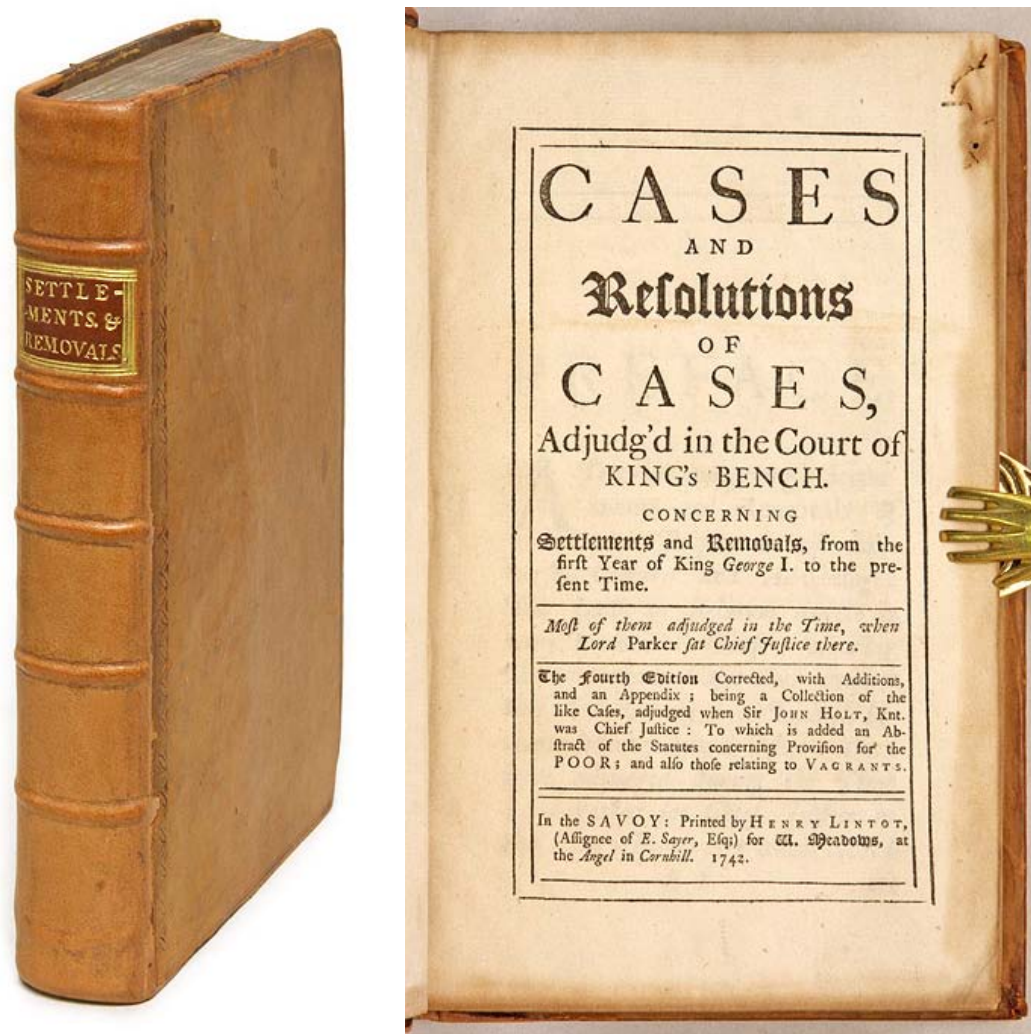 SETTLE-
-MENTS. &
REMOVALS
CASES
AND
Reſolutions
OF
CASES,
Adjudg'd in the Court of
KING's BENCH.
CONCERNING
Settlements and Removals, from the
firſt Year of King George I. to the pre-
ſent Time.
Moſt of them adjudged in the Time, when
Lord Parker ſat Chief Juſtice there.
The Fourth Edition Corrected, with Additions,
and an Appendix; being a Collection of the
like Caſes, adjudged when Sir JOHN HOLT, Knt.
was Chief Juſtice: To which is added an Ab-
ſtract of the Statutes concerning Proviſion for the
POOR; and alſo thoſe relating to VAGRANTS.
In the SAVOY: Printed by HENRY LINTOT,
(Aſſignee of E. Sayer, Eſq;) for W. Meadows, at
the Angel in Cornhill. 1742.